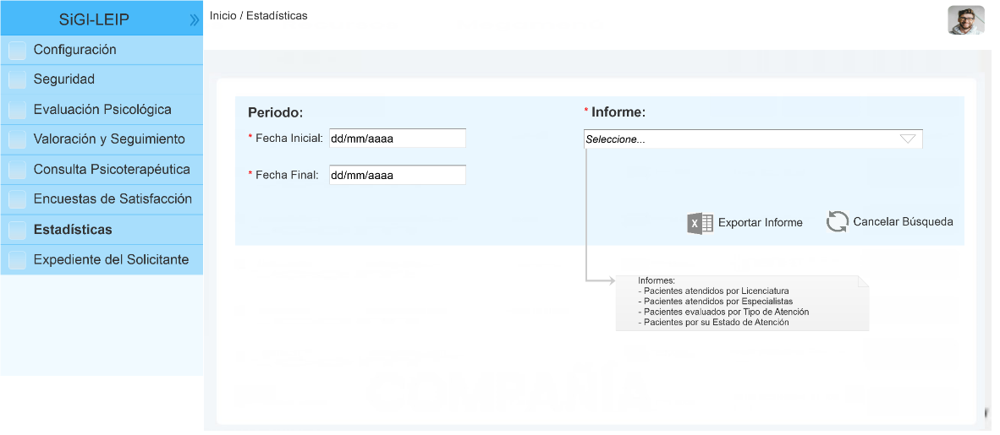 SiGI-LEIP
Inicio / Estadísticas
Configuración
Seguridad
Evaluación Psicológica
Valoración y Seguimiento
Consulta Psicoterapéutica
Encuestas de Satisfacción
Estadísticas
Expediente del Solicitante
Periodo:
* Fecha Inicial: dd/mm/aaaa
* Fecha Final: dd/mm/aaaa
* Informe:
Seleccione...
X Exportar Informe
Cancelar Búsqueda
Informes:
- Pacientes atendidos por Licenciatura
- Pacientes atendidos por Especialistas
- Pacientes evaluados por Tipo de Atención
- Pacientes por su Estado de Atención